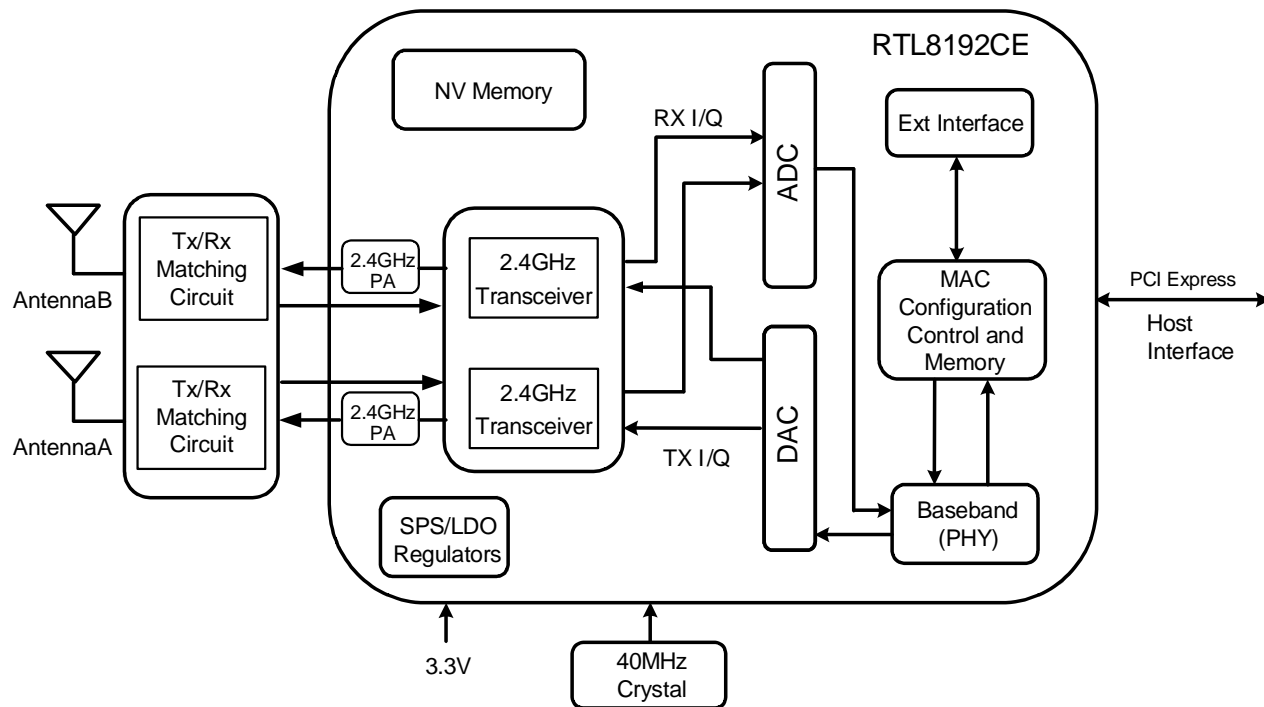 RTL8192CE
NV Memory
RX I/Q
ADC
Ext Interface
AntennaB
Tx/Rx
Matching
Circuit
2.4GHz
PA
2.4GHz
Transceiver
MAC
Configuration
Control and
Memory
PCI Express
Host
Interface
AntennaA
Tx/Rx
Matching
Circuit
2.4GHz
PA
2.4GHz
Transceiver
TX I/Q
DAC
Baseband
(PHY)
SPS/LDO
Regulators
3.3V
40MHz
Crystal